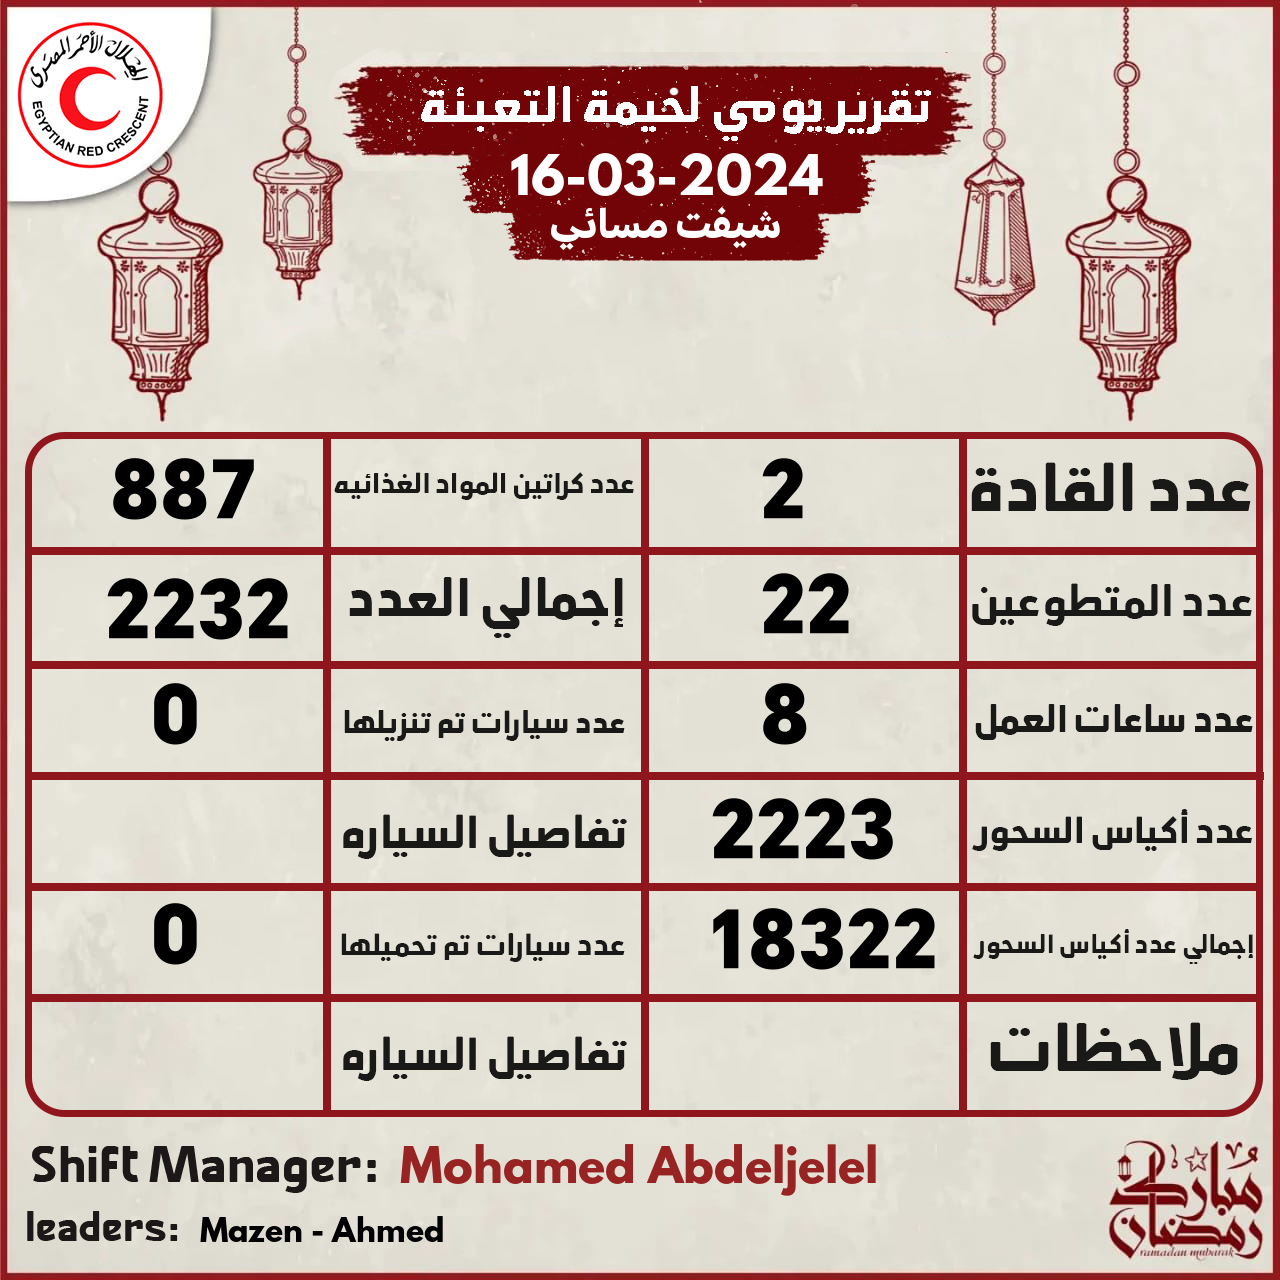 الهلال الأحمر المصري
EGYPTIAN RED CRESCENT
تقرير يومي لخيمة التعبئة
16-03-2024
شيفت مسائي
عدد القادة
2
عدد كراتين المواد الغذائيه
887
عدد المتطوعين
22
إجمالي العدد
2232
عدد ساعات العمل
8
عدد سيارات تم تنزيلها
0
عدد أكياس السحور
2223
تفاصيل السياره
إجمالي عدد أكياس السحور
18322
عدد سيارات تم تحميلها
0
ملاحظات
تفاصيل السياره
Shift Manager: Mohamed Abdeljelel
leaders: Mazen - Ahmed
مبارك
رمضان
ramadan mubarak